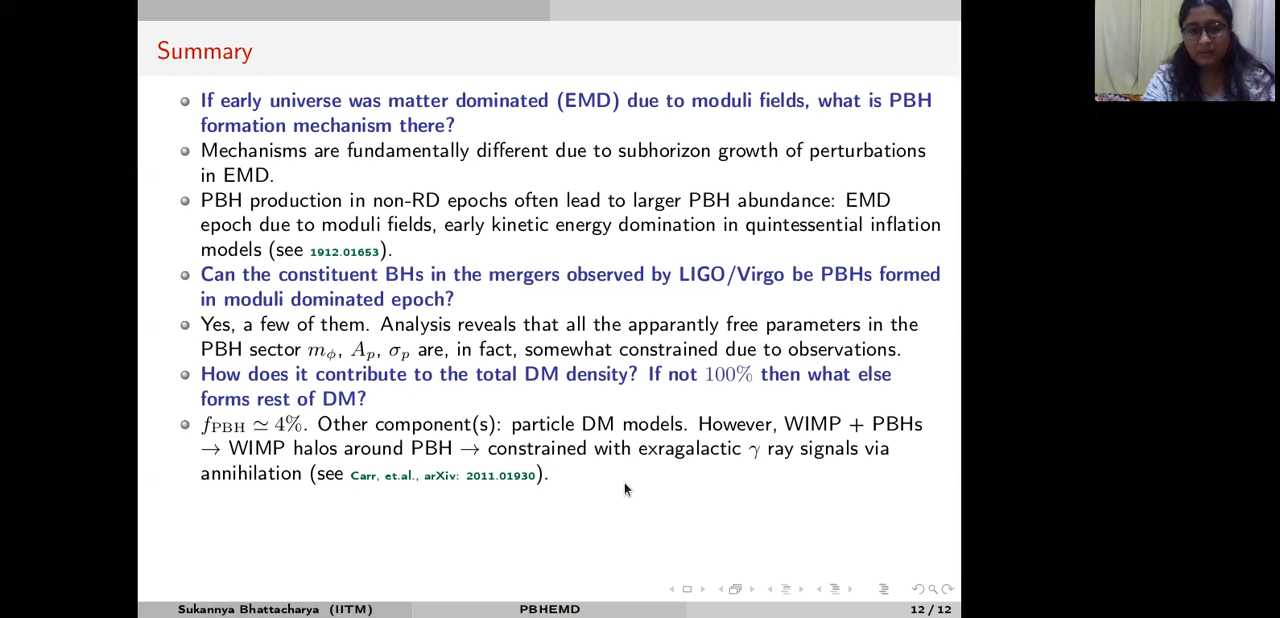 Summary
If early universe was matter dominated (EMD) due to moduli fields, what is PBH
formation mechanism there?
Mechanisms are fundamentally different due to subhorizon growth of perturbations
in EMD.
PBH production in non-RD epochs often lead to larger PBH abundance: EMD
epoch due to moduli fields, early kinetic energy domination in quintessential inflation
models (see 1912.01653).
Can the constituent BHs in the mergers observed by LIGO/Virgo be PBHs formed
in moduli dominated epoch?
Yes, a few of them. Analysis reveals that all the apparantly free parameters in the
PBH sector m_ϕ, A_p, σ_p are, in fact, somewhat constrained due to observations.
How does it contribute to the total DM density? If not 100% then what else
forms rest of DM?
f_PBH ≃ 4%. Other component(s): particle DM models. However, WIMP + PBHs
→ WIMP halos around PBH → constrained with exragalactic γ ray signals via
annihilation (see Carr, et.al., arXiv: 2011.01930).
Sukannya Bhattacharya (IITM) PBHEMD 12 / 12